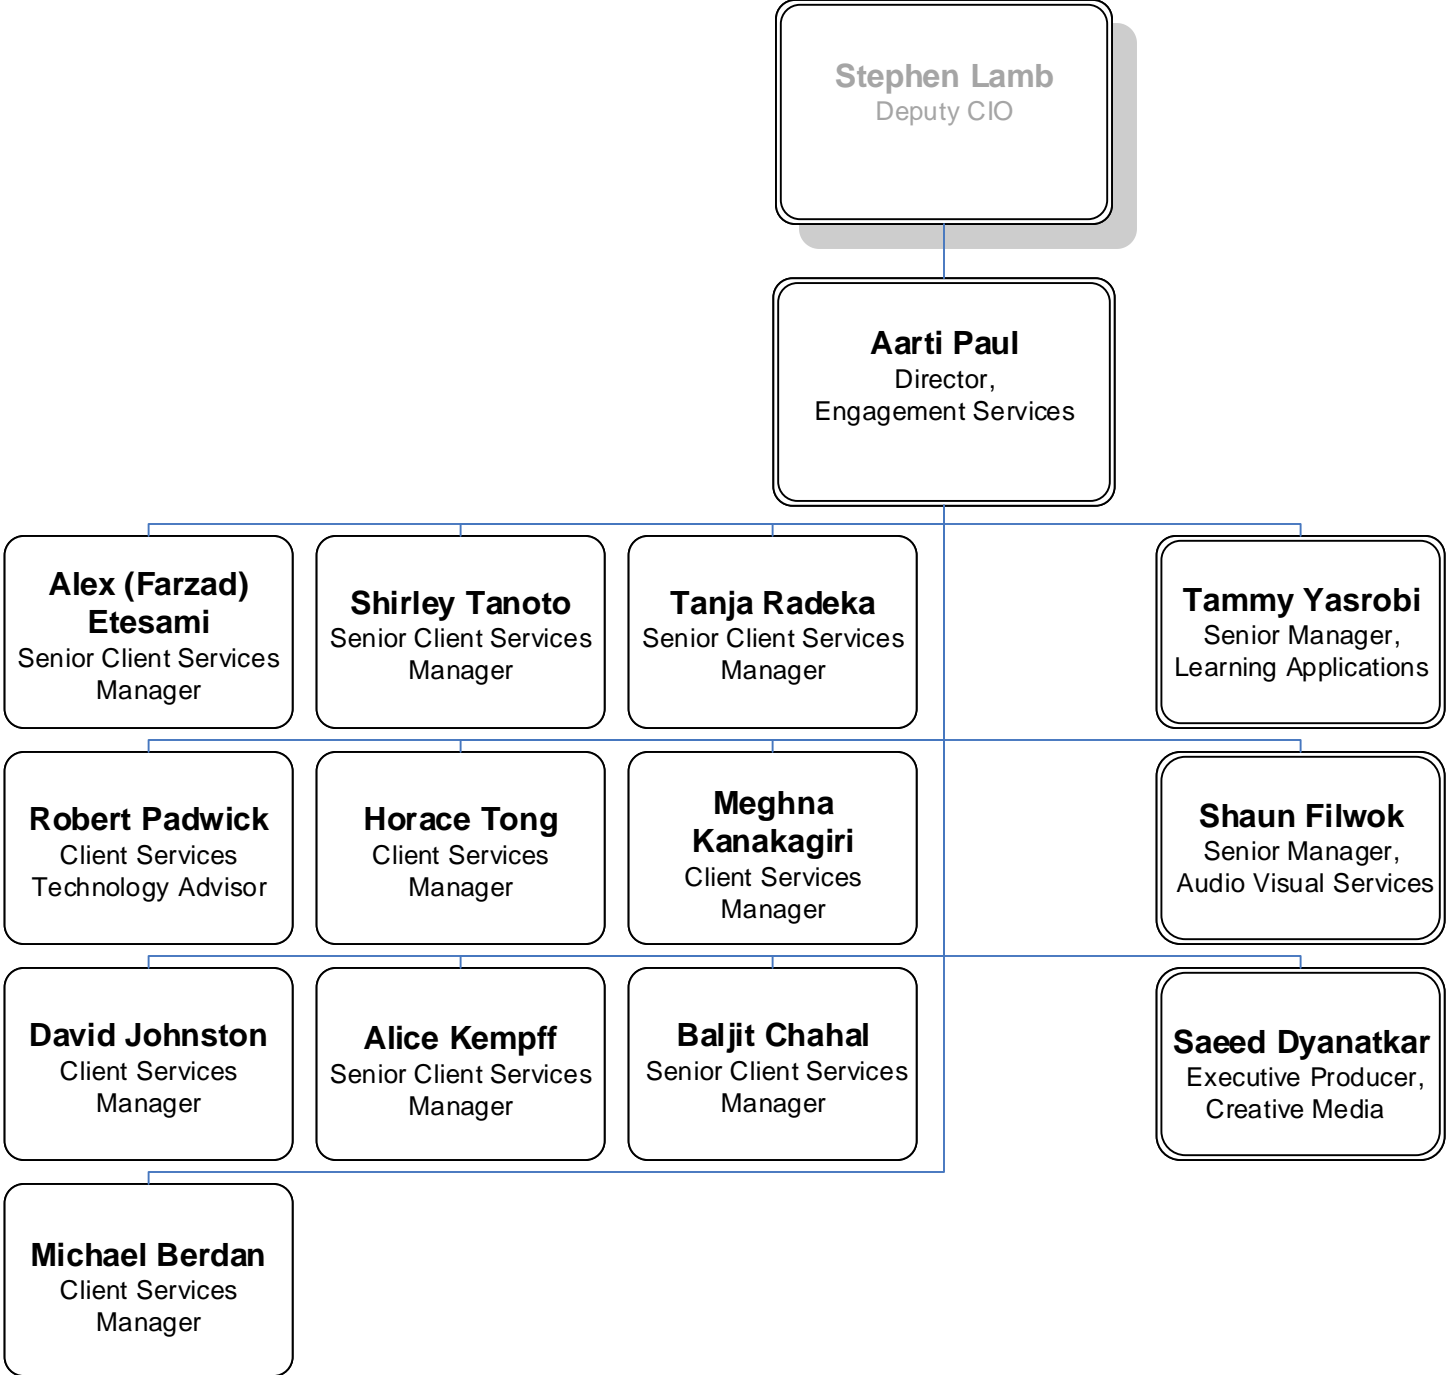 Stephen Lamb
Deputy CIO
Aarti Paul
Director,
Engagement Services
Alex (Farzad)
Etesami
Senior Client Services
Manager
Shirley Tanoto
Senior Client Services
Manager
Tanja Radeka
Senior Client Services
Manager
Tammy Yasrobi
Senior Manager,
Learning Applications
Robert Padwick
Client Services
Technology Advisor
Horace Tong
Client Services
Manager
Meghna
Kanakagiri
Client Services
Manager
Shaun Filwok
Senior Manager,
Audio Visual Services
David Johnston
Client Services
Manager
Alice Kempff
Senior Client Services
Manager
Baljit Chahal
Senior Client Services
Manager
Saeed Dyanatkar
Executive Producer,
Creative Media
Michael Berdan
Client Services
Manager